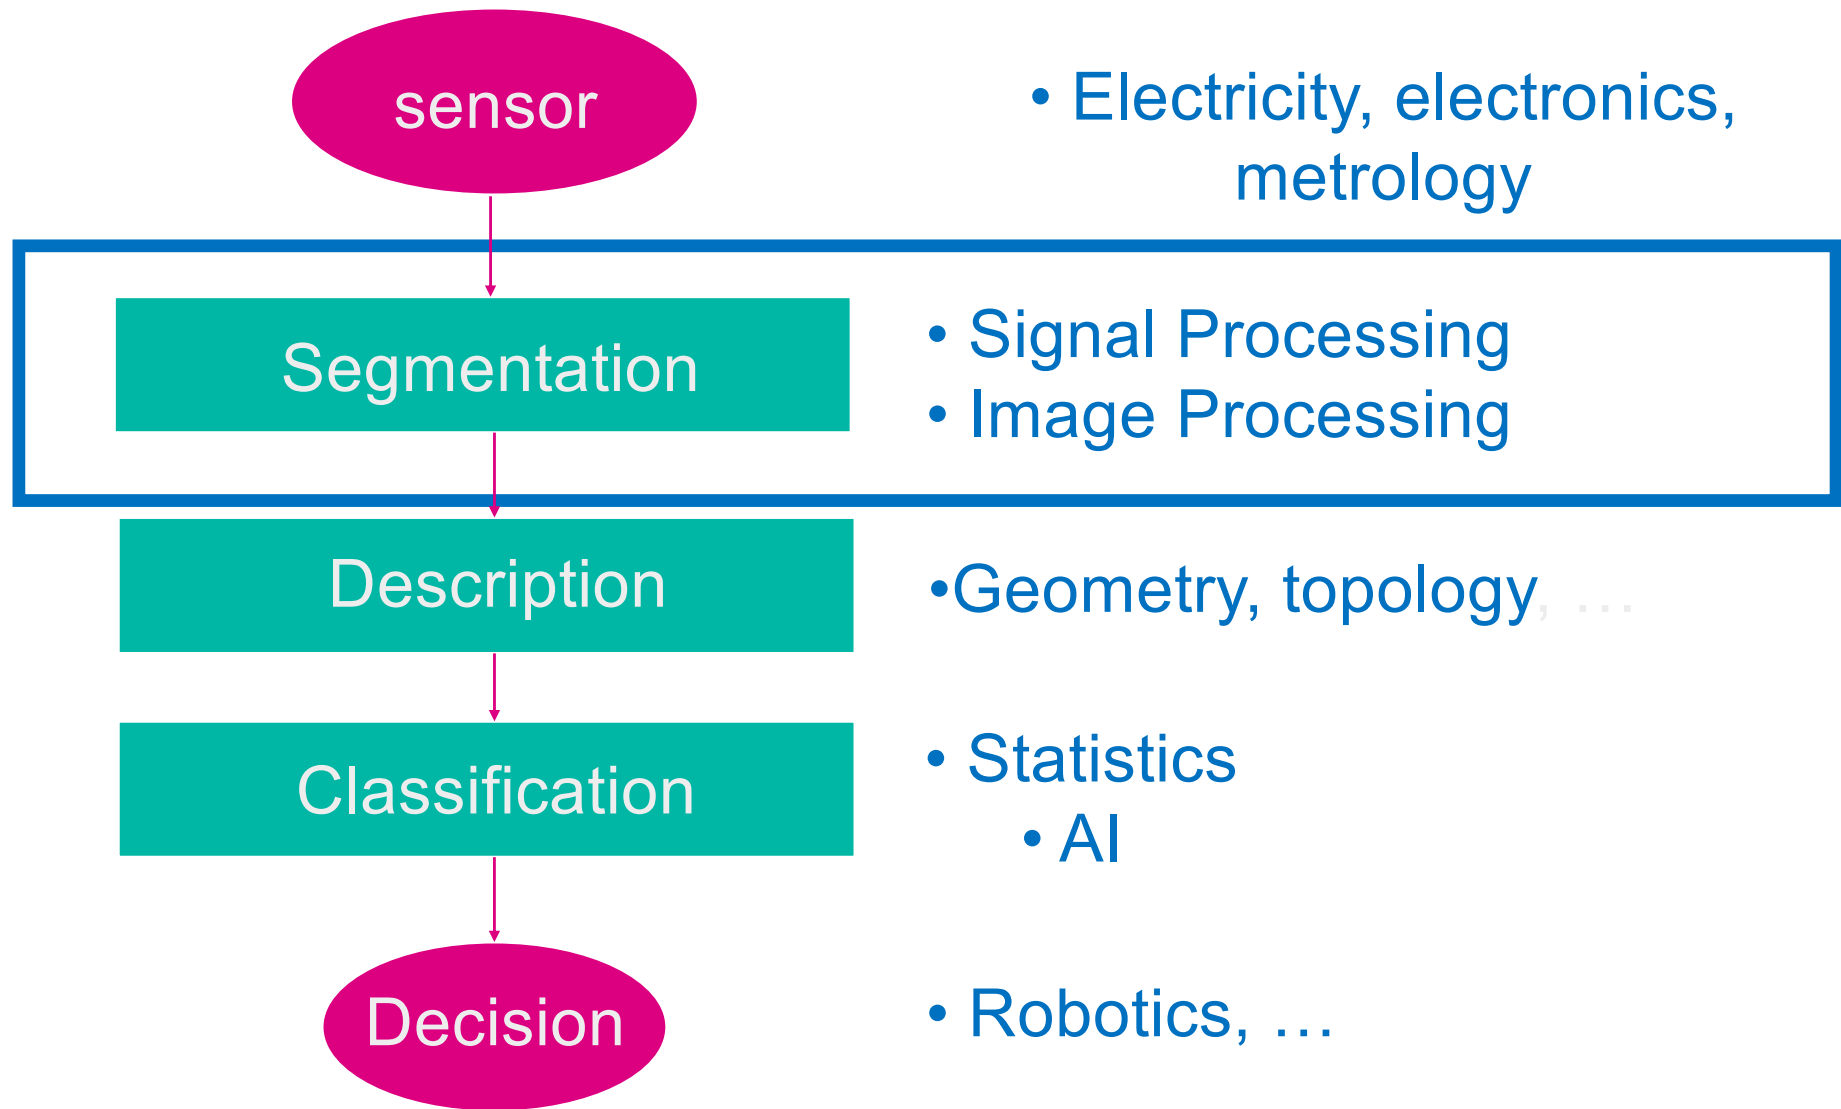 sensor
• Electricity, electronics,
metrology
Segmentation
• Signal Processing
• Image Processing
Description
•Geometry, topology, …
Classification
• Statistics
• AI
Decision
• Robotics, …